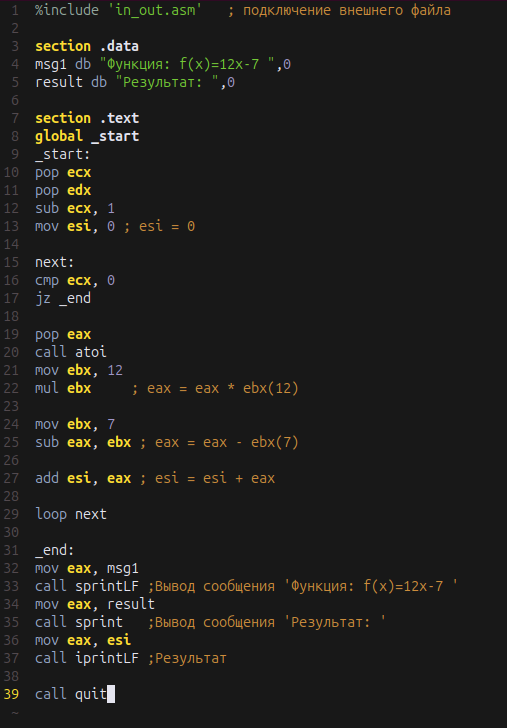 1 %include 'in_out.asm' ; подключение внешнего файла
2
3 section .data
4 msg1 db "Функция: f(x)=12x-7 ",0
5 result db "Результат: ",0
6
7 section .text
8 global _start
9 _start:
10 pop ecx
11 pop edx
12 sub ecx, 1
13 mov esi, 0 ; esi = 0
14
15 next:
16 cmp ecx, 0
17 jz _end
18
19 pop eax
20 call atoi
21 mov ebx, 12
22 mul ebx ; eax = eax * ebx(12)
23
24 mov ebx, 7
25 sub eax, ebx ; eax = eax - ebx(7)
26
27 add esi, eax ; esi = esi + eax
28
29 loop next
30
31 _end:
32 mov eax, msg1
33 call sprintLF ;Вывод сообщения 'Функция: f(x)=12x-7 '
34 mov eax, result
35 call sprint ;Вывод сообщения 'Результат: '
36 mov eax, esi
37 call iprintLF ;Результат
38
39 call quit
~